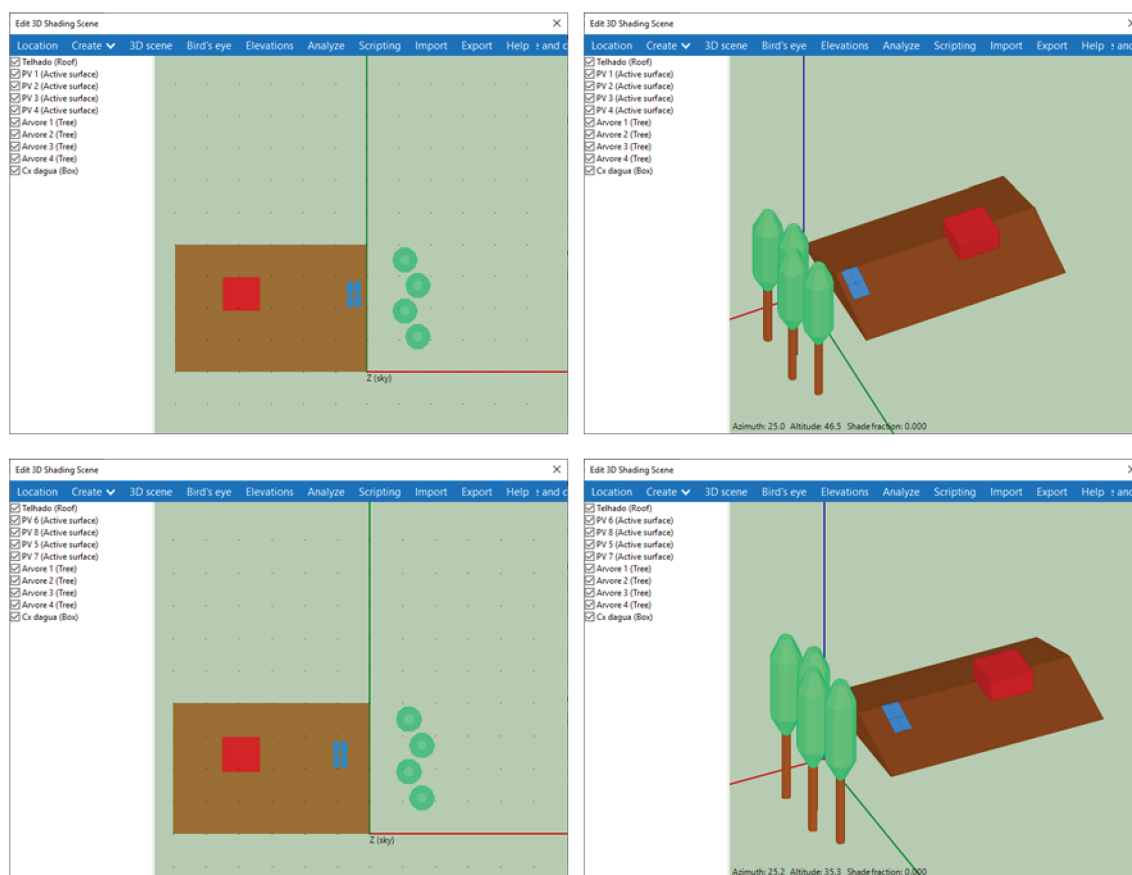 Edit 3D Shading Scene
Location Create 3D scene Bird's eye Elevations Analyze Scripting Import Export Help
Telhado (Roof)
PV 1 (Active surface)
PV 2 (Active surface)
PV 3 (Active surface)
PV 4 (Active surface)
Arvore 1 (Tree)
Arvore 2 (Tree)
Arvore 3 (Tree)
Arvore 4 (Tree)
Cx dagua (Box)
Z (sky)
Edit 3D Shading Scene
Location Create 3D scene Bird's eye Elevations Analyze Scripting Import Export Help
Telhado (Roof)
PV 1 (Active surface)
PV 2 (Active surface)
PV 3 (Active surface)
PV 4 (Active surface)
Arvore 1 (Tree)
Arvore 2 (Tree)
Arvore 3 (Tree)
Arvore 4 (Tree)
Cx dagua (Box)
Azimuth: 25.0 Altitude: 46.5 Shade fraction: 0.000
Edit 3D Shading Scene
Location Create 3D scene Bird's eye Elevations Analyze Scripting Import Export Help
Telhado (Roof)
PV 6 (Active surface)
PV 8 (Active surface)
PV 5 (Active surface)
PV 7 (Active surface)
Arvore 1 (Tree)
Arvore 2 (Tree)
Arvore 3 (Tree)
Arvore 4 (Tree)
Cx dagua (Box)
Z (sky)
Edit 3D Shading Scene
Location Create 3D scene Bird's eye Elevations Analyze Scripting Import Export Help
Telhado (Roof)
PV 6 (Active surface)
PV 8 (Active surface)
PV 5 (Active surface)
PV 7 (Active surface)
Arvore 1 (Tree)
Arvore 2 (Tree)
Arvore 3 (Tree)
Arvore 4 (Tree)
Cx dagua (Box)
Azimuth: 25.2 Altitude: 35.3 Shade fraction: 0.000